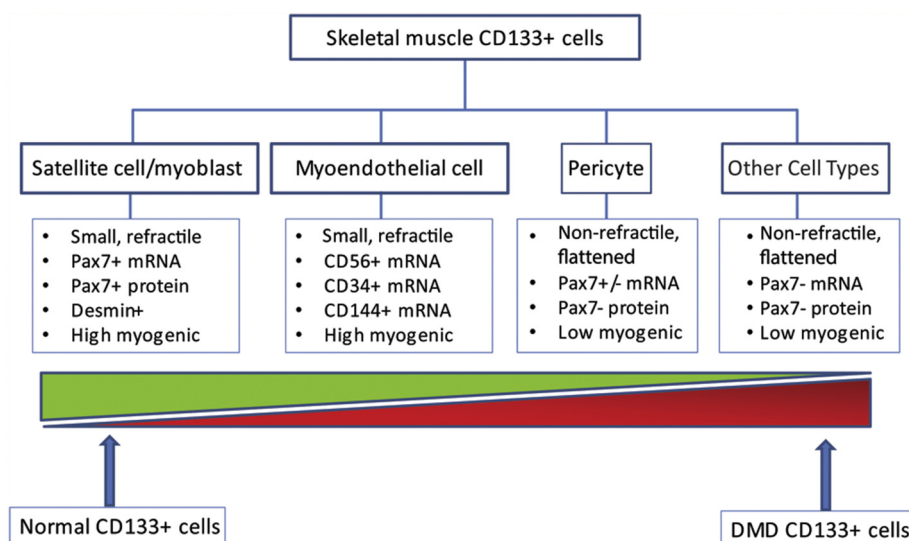 Skeletal muscle CD133+ cells
Satellite cell/myoblast
• Small, refractile
• Pax7+ mRNA
• Pax7+ protein
• Desmin+
• High myogenic
Myoendothelial cell
• Small, refractile
• CD56+ mRNA
• CD34+ mRNA
• CD144+ mRNA
• High myogenic
Pericyte
• Non-refractile,
flattened
• Pax7+/- mRNA
• Pax7- protein
• Low myogenic
Other Cell Types
• Non-refractile,
flattened
• Pax7- mRNA
• Pax7- protein
• Low myogenic
Normal CD133+ cells
DMD CD133+ cells